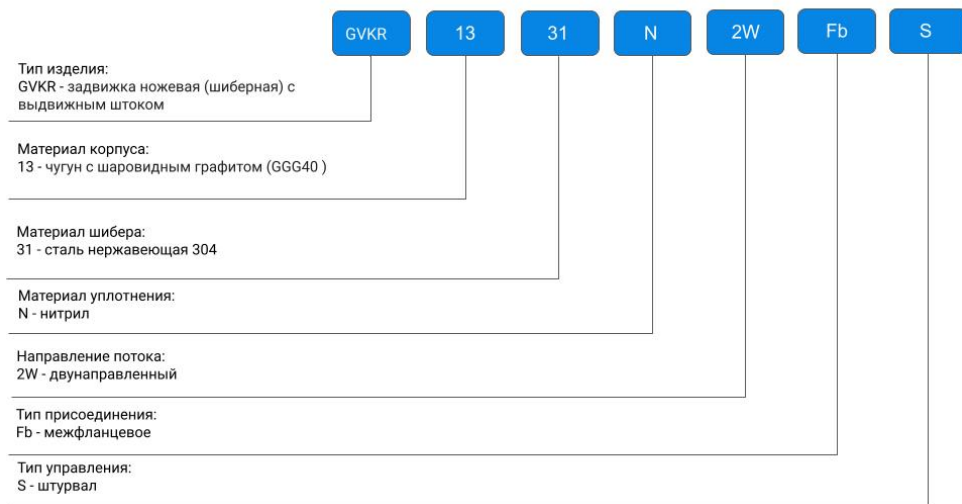 GVKR 13 31 N 2W Fb S
Тип изделия:
GVKR - задвижка ножевая (шиберная) с
выдвижным штоком
Материал корпуса:
13 - чугун с шаровидным графитом (GGG40 )
Материал шибера:
31 - сталь нержавеющая 304
Материал уплотнения:
N - нитрил
Направление потока:
2W - двунаправленный
Тип присоединения:
Fb - межфланцевое
Тип управления:
S - штурвал